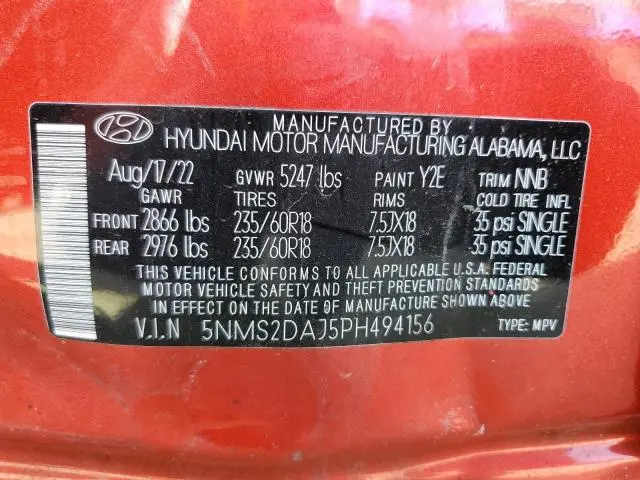 MANUFACTURED BY
HYUNDAI MOTOR MANUFACTURING ALABAMA, LLC
Aug/17/22 GVWR 5247 lbs PAINT Y2E TRIM NNB
GAWR TIRES RIMS COLD TIRE INFL
FRONT 2866 lbs 235/60R18 7.5JX18 35 psi SINGLE
REAR 2976 lbs 235/60R18 7.5JX18 35 psi SINGLE
THIS VEHICLE CONFORMS TO ALL APPLICABLE U.S.A. FEDERAL
MOTOR VEHICLE SAFETY AND THEFT PREVENTION STANDARDS
IN EFFECT ON THE DATE OF MANUFACTURE SHOWN ABOVE
V.I.N 5NMS2DAJ5PH494156 TYPE: MPV